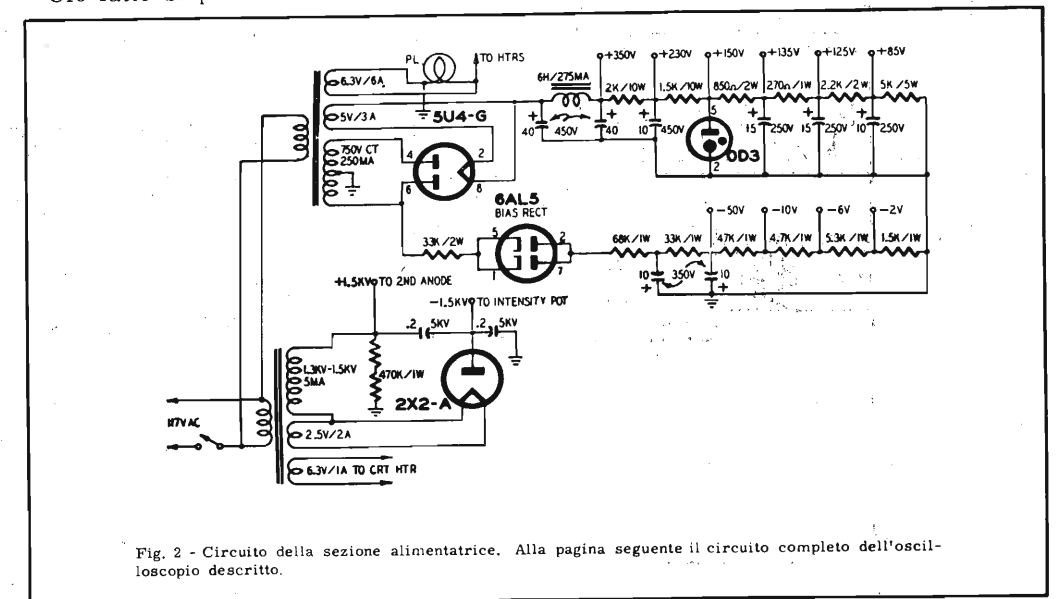 PL
TO HTRS
6.3V/6A
5V/3A
5U4-G
750V CT
250MA
4
2
6
8
6H/275MA
+350V
+230V
+150V
+135V
+125V
+85V
2K/10W
1.5K/10W
850Ω/2W
270Ω/1W
2.2K/2W
5K/5W
+
40
450V
+
40
+
10
450V
5
OD3
2
+
15
250V
+
15
250V
+
10
250V
6AL5
BIAS RECT
33K/2W
5
1
2
7
68K/1W
33K/1W
47K/1W
4.7K/1W
5.3K/1W
1.5K/1W
-50V
-10V
-6V
-2V
10
+
350V
10
+
+1.5KV TO 2ND ANODE
-1.5KV TO INTENSITY POT
.2
5KV
.2
5KV
470K/1W
1.3KV-1.5KV
5MA
2X2-A
117V AC
2.5V/2A
6.3V/1A TO CRT HTR
Fig. 2 - Circuito della sezione alimentatrice. Alla pagina seguente il circuito completo dell'oscil-
loscopio descritto.